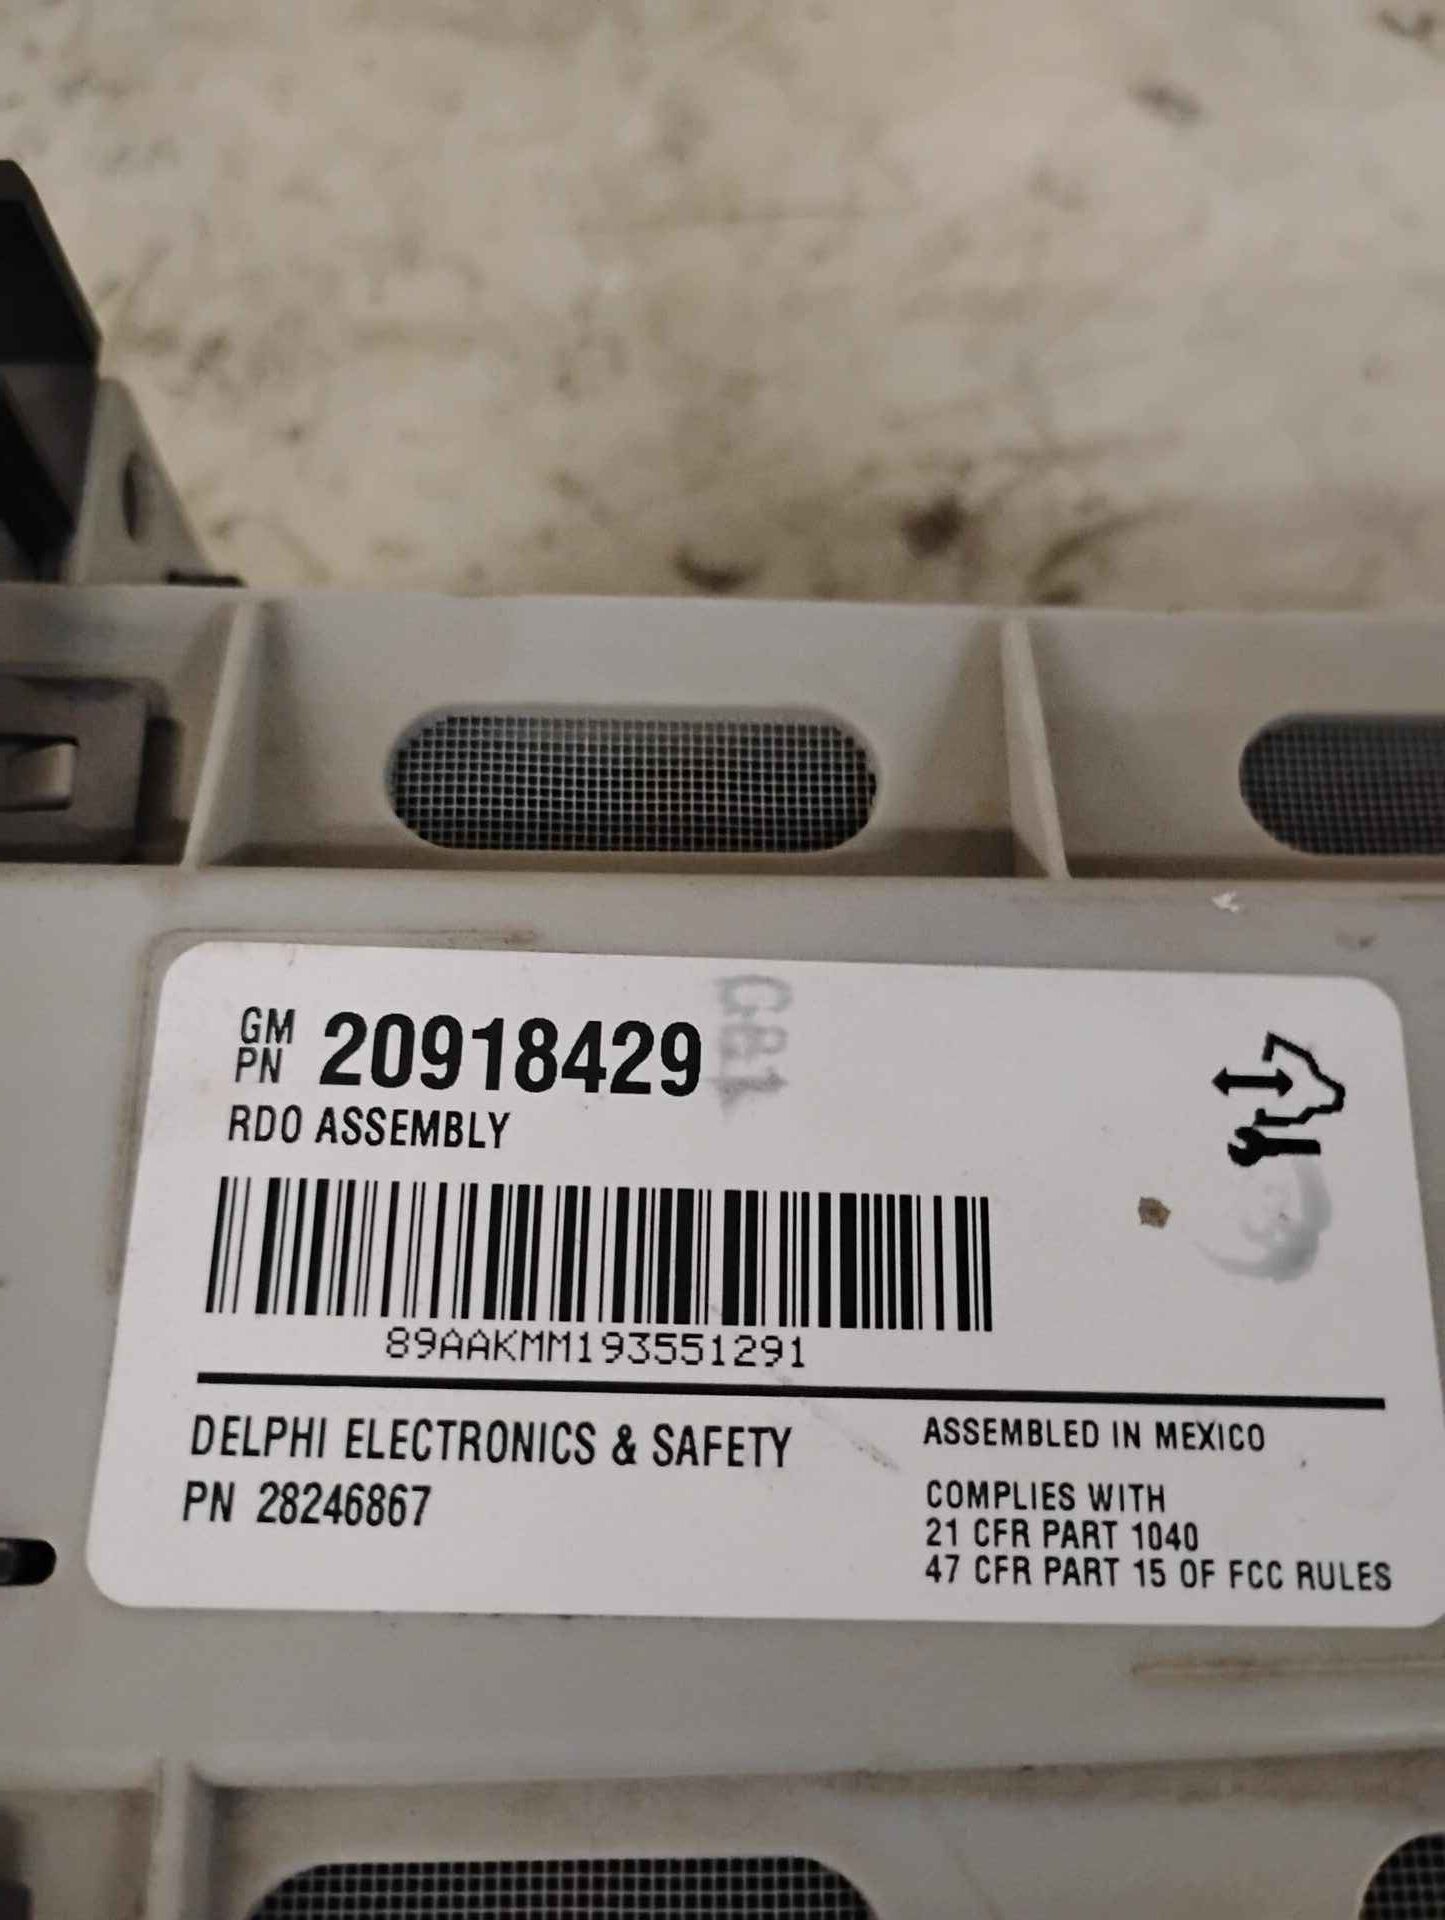 GM PN 20918429
G81
RDO ASSEMBLY
89AAKMM193551291
DELPHI ELECTRONICS & SAFETY
PN 28246867
ASSEMBLED IN MEXICO
COMPLIES WITH
21 CFR PART 1040
47 CFR PART 15 OF FCC RULES